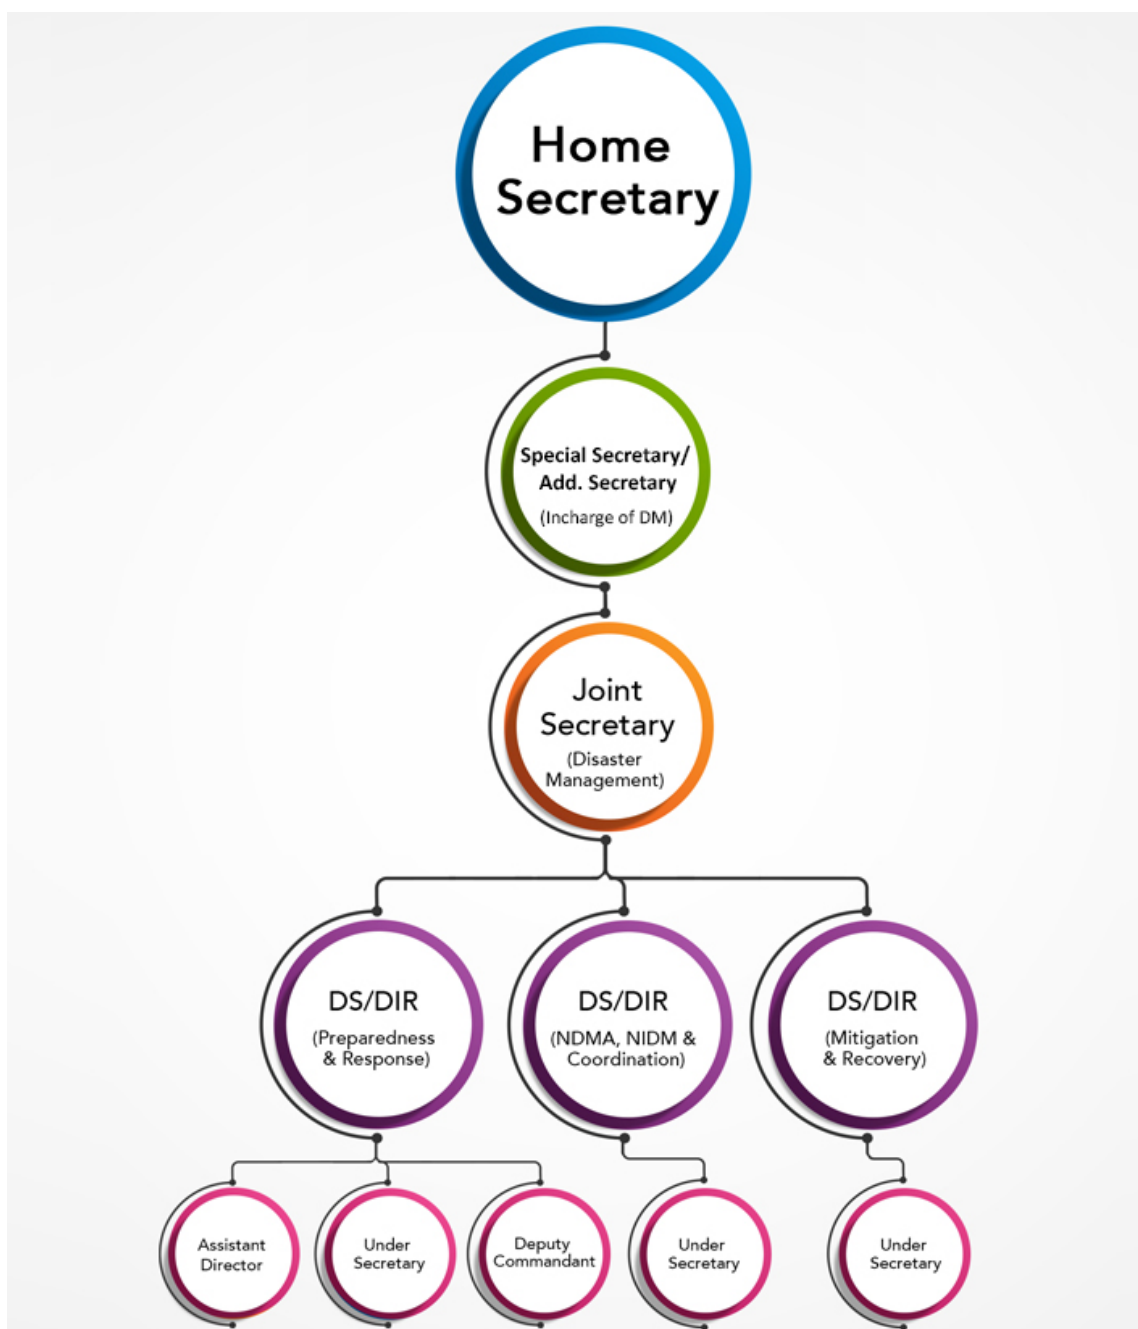 Home
Secretary
Special Secretary/
Add. Secretary
(Incharge of DM)
Joint
Secretary
(Disaster
Management)
DS/DIR
(Preparedness
& Response)
DS/DIR
(NDMA, NIDM &
Coordination)
DS/DIR
(Mitigation
& Recovery)
Assistant
Director
Under
Secretary
Deputy
Commandant
Under
Secretary
Under
Secretary